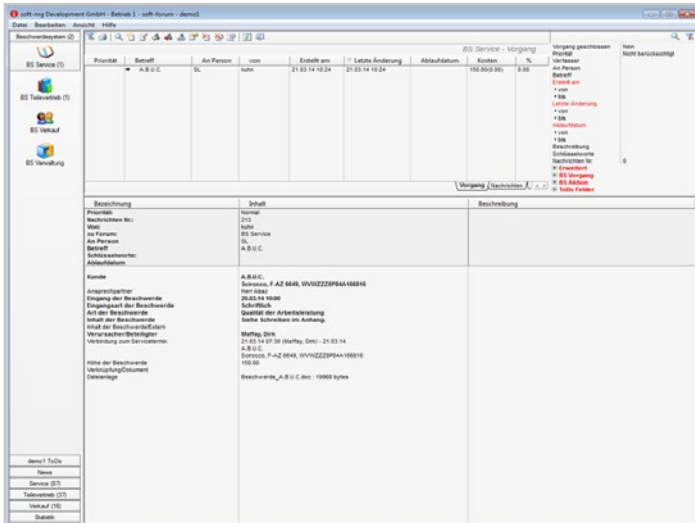 soft-nrg Development GmbH - Betrieb 1 - soft-forum - demo1
Datei Bearbeiten Ansicht Hilfe
Beschwerdesystem (2)
BS Service (1)
BS Teilevertrieb (1)
BS Verkauf
BS Verwaltung
BS Service - Vorgang
Priorität Betreff An Person von Erstellt am Letzte Änderung Ablaufdatum Kosten %
A.B.U.C. SL kuhn 21.03.14 10:24 21.03.14 10:24 150.00(0.00) 0.00
Vorgang Nachrichten
Vorgang geschlossen Nein
Priorität Nicht berücksichtigt
Verfasser
An Person
Betreff
Erstellt am
von
bis
Letzte Änderung
von
bis
Ablaufdatum
von
bis
Beschreibung
Schlüsselworte
Nachrichten Nr. 0
Erweitert
BS Vorgang
BS Aktion
ToDo Felder
Bezeichnung Inhalt Beschreibung
Priorität: Normal
Nachrichten Nr.: 213
Von: kuhn
zu Forum: BS Service
An Person SL
Betreff A.B.U.C.
Schlüsselworte:
Ablaufdatum
Kunde A.B.U.C.
Scirocco, F-AZ 6649,
Ansprechpartner Herr Abaz
Eingang der Beschwerde 20.03.14 10:00
Eingangsart der Beschwerde Schriftlich
Art der Beschwerde Qualität der Arbeitsleistung
Inhalt der Beschwerde Siehe Schreiben im Anhang.
Inhalt der Beschwerde/Extern
Verursacher/Beteiligter Maffay, Dirk
Verbindung zum Servicetermin 21.03.14 07:30 (Maffay, Dirk) - 21.03.14
A.B.U.C.
Scirocco, F-AZ 6649,
Höhe der Beschwerde 150.00
Verknüpfung/Dokument
Dateianlage Beschwerde_A.B.U.C.doc : 19968 bytes
demo1 ToDo
News
Service (87)
Teilevertrieb (37)
Verkauf (16)
Statistik